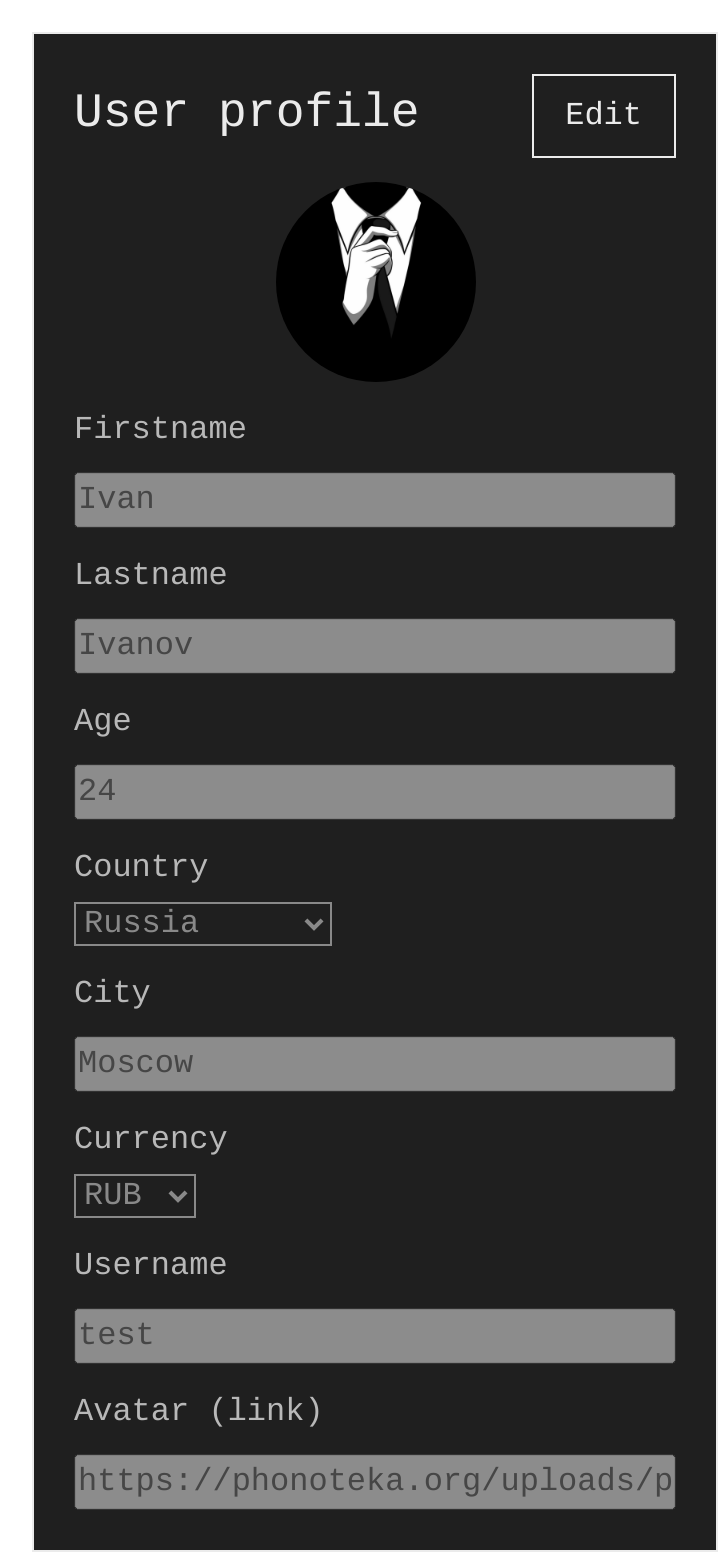 User profile
Edit
Firstname
Ivan
Lastname
Ivanov
Age
24
Country
Russia
City
Moscow
Currency
RUB
Username
test
Avatar (link)
https://phonoteka.org/uploads/p